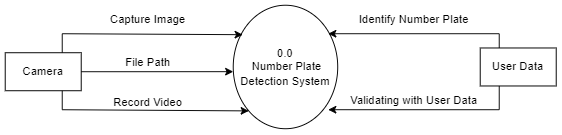 Capture Image
Identify Number Plate
0.0
Number Plate
Detection System
Camera
File Path
User Data
Record Video
Validating with User Data